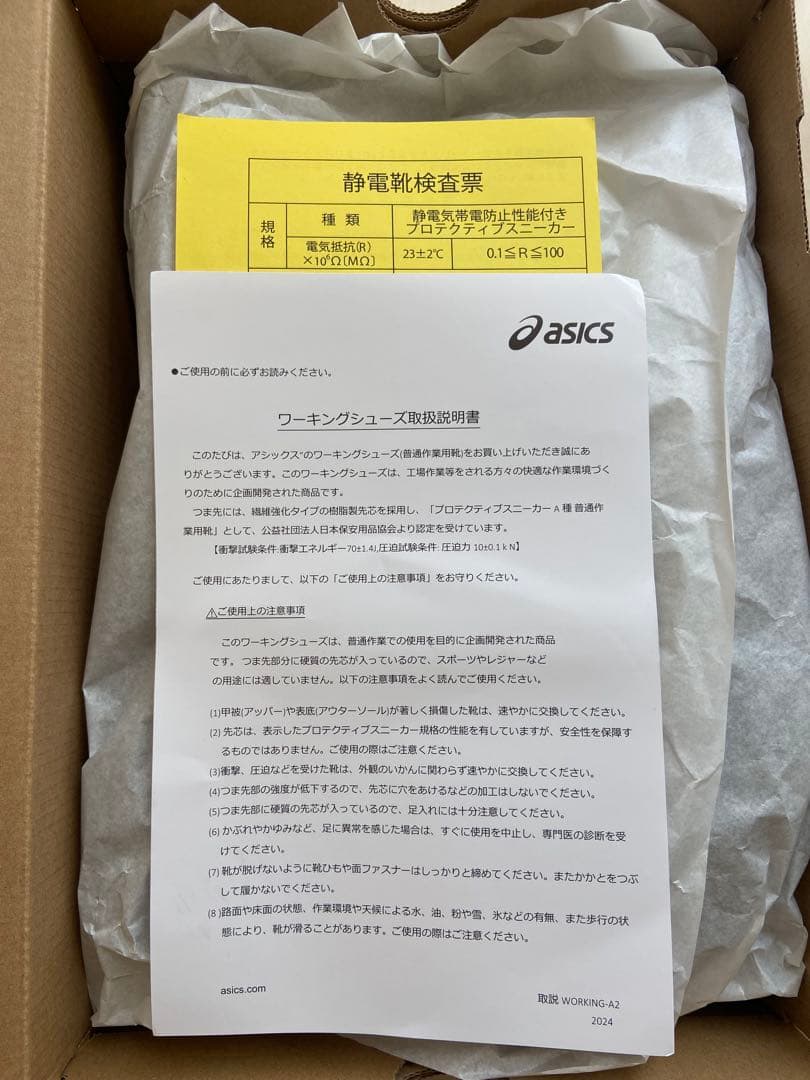 静電靴検査票
規格
種 類
静電気帯電防止性能付き
プロテクティブスニーカー
電気抵抗(R)
×10⁶Ω〔MΩ〕
23±2℃
0.1≦R≦100
asics
●ご使用の前に必ずお読みください。
ワーキングシューズ取扱説明書
このたびは、アシックス®のワーキングシューズ(普通作業用靴)をお買い上げいただき誠にあ
りがとうございます。このワーキングシューズは、工場作業等をされる方々の快適な作業環境づく
りのために企画開発された商品です。
つま先には、繊維強化タイプの樹脂製先芯を採用し、「プロテクティブスニーカー A 種 普通作
業用靴」として、公益社団法人日本保安用品協会より認定を受けています。
【衝撃試験条件:衝撃エネルギー70±1.4J,圧迫試験条件: 圧迫力 10±0.1ｋN】
ご使用にあたりまして、以下の「ご使用上の注意事項」をお守りください。
⚠ご使用上の注意事項
このワーキングシューズは、普通作業での使用を目的に企画開発された商品
です。 つま先部分に硬質の先芯が入っているので、スポーツやレジャーなど
の用途には適していません。以下の注意事項をよく読んでご使用ください。
(1)甲被(アッパー)や表底(アウターソール)が著しく損傷した靴は、速やかに交換してください。
(2) 先芯は、表示したプロテクティブスニーカー規格の性能を有していますが、安全性を保障す
るものではありません。ご使用の際はご注意ください。
(3)衝撃、圧迫などを受けた靴は、外観のいかんに関わらず速やかに交換してください。
(4)つま先部の強度が低下するので、先芯に穴をあけるなどの加工はしないでください。
(5)つま先部に硬質の先芯が入っているので、足入れには十分注意してください。
(6) かぶれやかゆみなど、足に異常を感じた場合は、すぐに使用を中止し、専門医の診断を受
けてください。
(7) 靴が脱げないように靴ひもや面ファスナーはしっかりと締めてください。またかかとをつぶ
して履かないでください。
(8)路面や床面の状態、作業環境や天候による水、油、粉や雪、氷などの有無、また歩行の状
態により、靴が滑ることがあります。ご使用の際はご注意ください。
asics.com
取説 WORKING-A2
2024